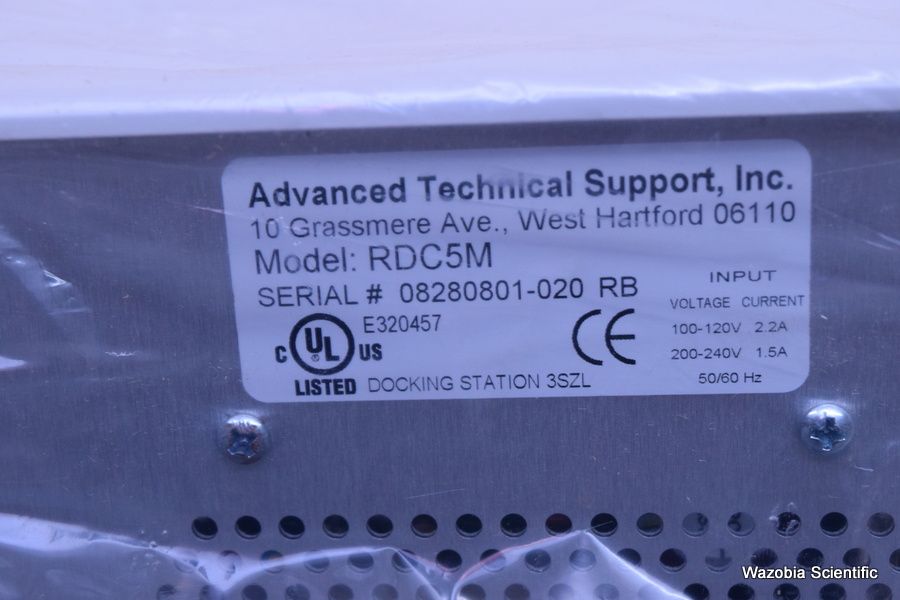 Advanced Technical Support, Inc.
10 Grassmere Ave., West Hartford 06110
Model: RDC5M
SERIAL # 08280801-020 RB
INPUT
VOLTAGE CURRENT
100-120V 2.2A
200-240V 1.5A
50/60 Hz
E320457
C UL ® US
CE
LISTED DOCKING STATION 3SZL
Wazobia Scientific